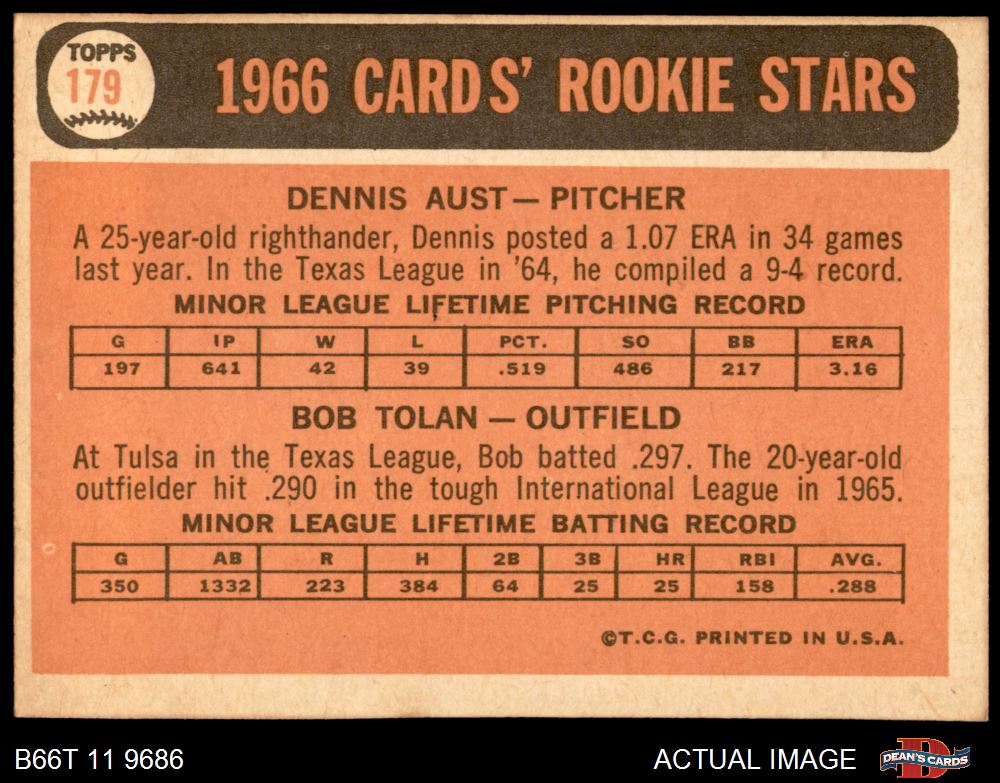 TOPPS
179
1966 CARDS' ROOKIE STARS
DENNIS AUST — PITCHER
A 25-year-old righthander, Dennis posted a 1.07 ERA in 34 games
last year. In the Texas League in '64, he compiled a 9-4 record.
MINOR LEAGUE LIFETIME PITCHING RECORD
G IP W L PCT. SO BB ERA
197 641 42 39 .519 486 217 3.16
BOB TOLAN — OUTFIELD
At Tulsa in the Texas League, Bob batted .297. The 20-year-old
outfielder hit .290 in the tough International League in 1965.
MINOR LEAGUE LIFETIME BATTING RECORD
G AB R H 2B 3B HR RBI AVG.
350 1332 223 384 64 25 25 158 .288
©T.C.G. PRINTED IN U.S.A.
B66T 11 9686 ACTUAL IMAGE DEAN'S CARDS